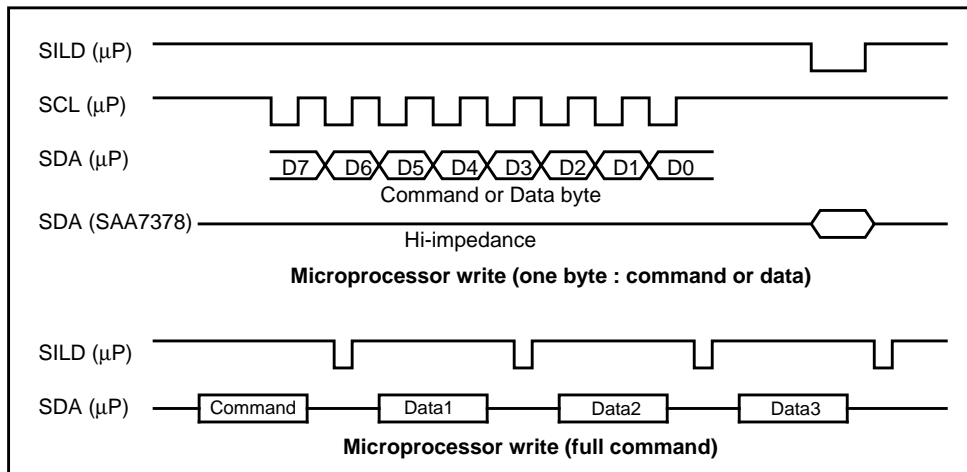 SILD (μP)
SCL (μP)
SDA (μP)
D7 D6 D5 D4 D3 D2 D1 D0
Command or Data byte
SDA (SAA7378)
Hi-impedance
Microprocessor write (one byte : command or data)
SILD (μP)
SDA (μP)
Command Data1 Data2 Data3
Microprocessor write (full command)